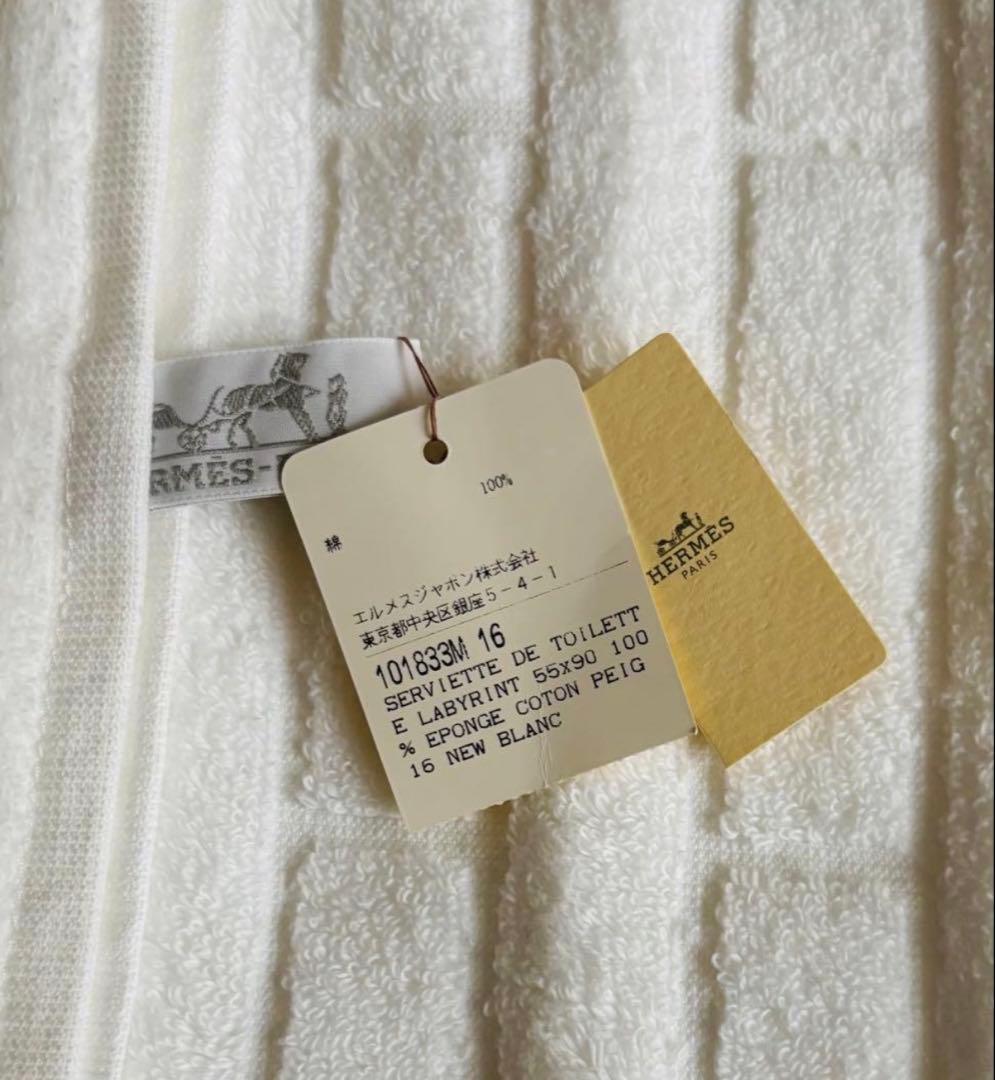 RMÈS-
100%
綿
エルメスジャポン株式会社
東京都中央区銀座5-4-1
101833M 16
SERVIETTE DE TOILETT
E LABYRINT 55x90 100
% EPONGE COTON PEIG
16 NEW BLANC
HERMÈS
PARIS